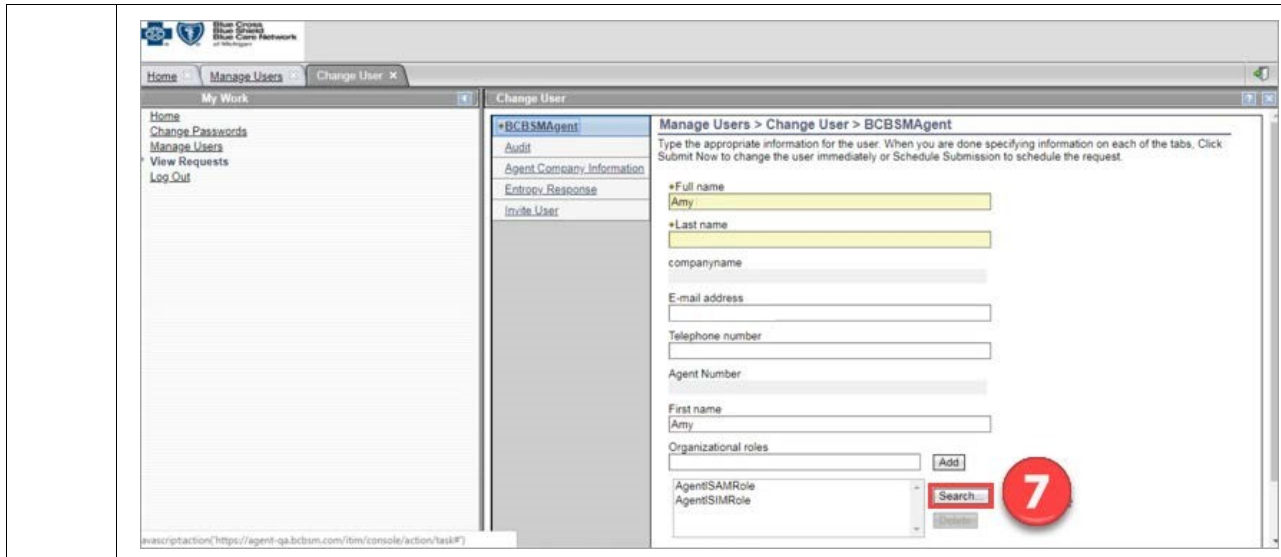 Blue Cross
Blue Shield
Blue Care Network
of Michigan
Home
Manage Users
Change User ×
My Work
Change User
Home
Change Passwords
Manage Users
View Requests
Log Out
*BCBSMAgent
Audit
Agent Company Information
Entropy Response
Invite User
Manage Users > Change User > BCBSMAgent
Type the appropriate information for the user. When you are done specifying information on each of the tabs, Click
Submit Now to change the user immediately or Schedule Submission to schedule the request.
*Full name
Amy
*Last name
companyname
E-mail address
Telephone number
Agent Number
First name
Amy
Organizational roles
Add
AgentISAMRole
AgentISIMRole
Search...
Delete
7
avascriptaction('https://agent-qa.bcbsm.com/itim/console/action/task#')